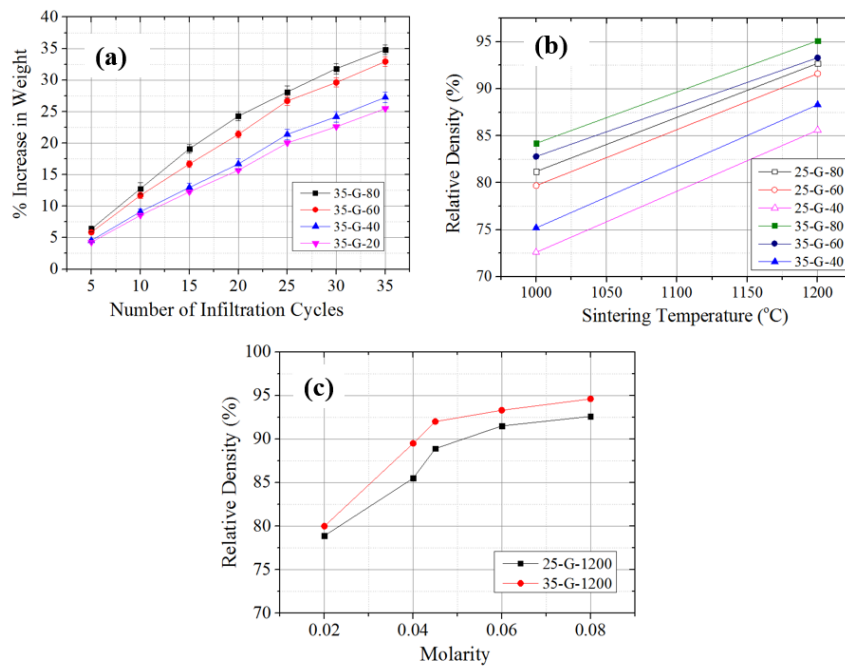 (a)
% Increase in Weight
40
35
30
25
20
15
10
5
0
5 10 15 20 25 30 35
Number of Infiltration Cycles
35-G-80
35-G-60
35-G-40
35-G-20
(b)
Relative Density (%)
95
90
85
80
75
70
1000 1050 1100 1150 1200
Sintering Temperature (°C)
25-G-80
25-G-60
25-G-40
35-G-80
35-G-60
35-G-40
(c)
Relative Density (%)
100
95
90
85
80
75
70
0.02 0.04 0.06 0.08
Molarity
25-G-1200
35-G-1200